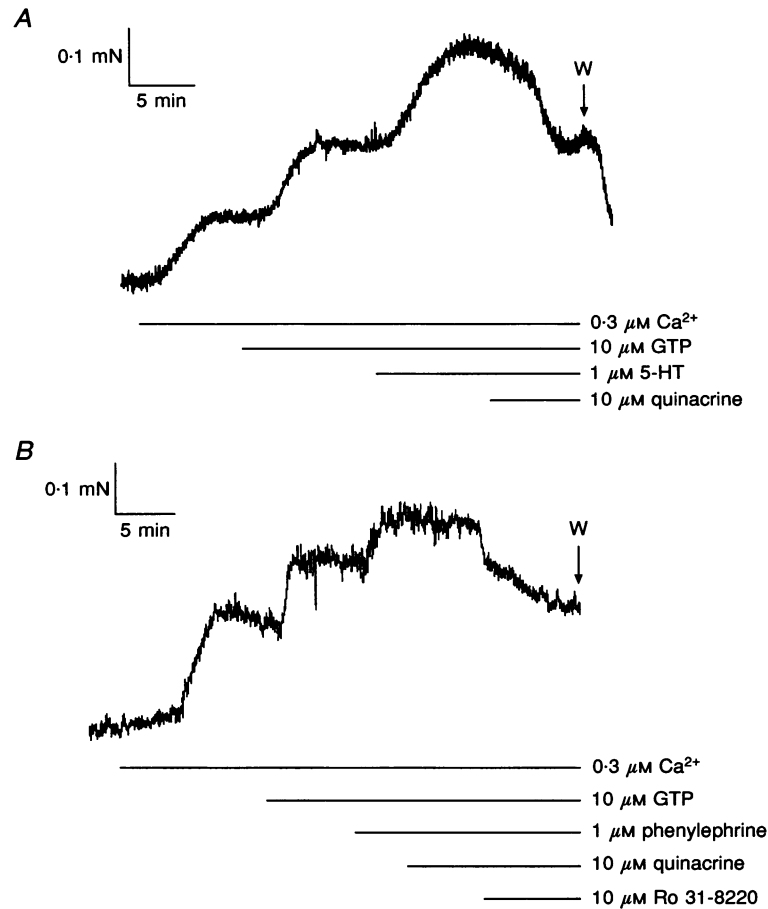 A
0·1 mN
5 min
W
0·3 μM Ca²⁺
10 μM GTP
1 μM 5-HT
10 μM quinacrine
B
0·1 mN
5 min
W
0·3 μM Ca²⁺
10 μM GTP
1 μM phenylephrine
10 μM quinacrine
10 μM Ro 31-8220